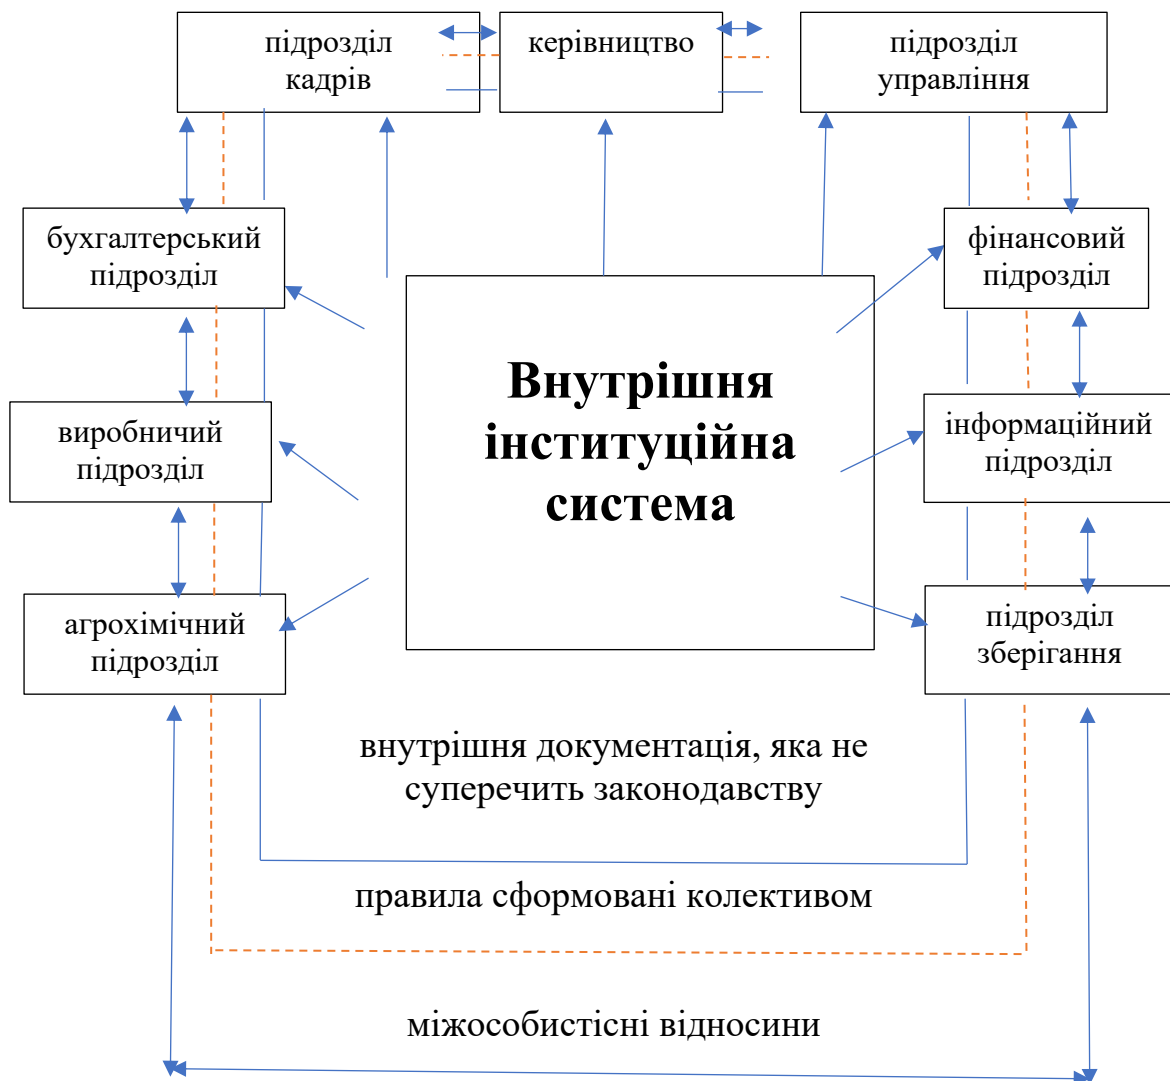 підрозділ
кадрів
керівництво
підрозділ
управління
бухгалтерський
підрозділ
фінансовий
підрозділ
Внутрішня
інституційна
система
виробничий
підрозділ
інформаційний
підрозділ
агрохімічний
підрозділ
підрозділ
зберігання
внутрішня документація, яка не
суперечить законодавству
правила сформовані колективом
міжособистісні відносини